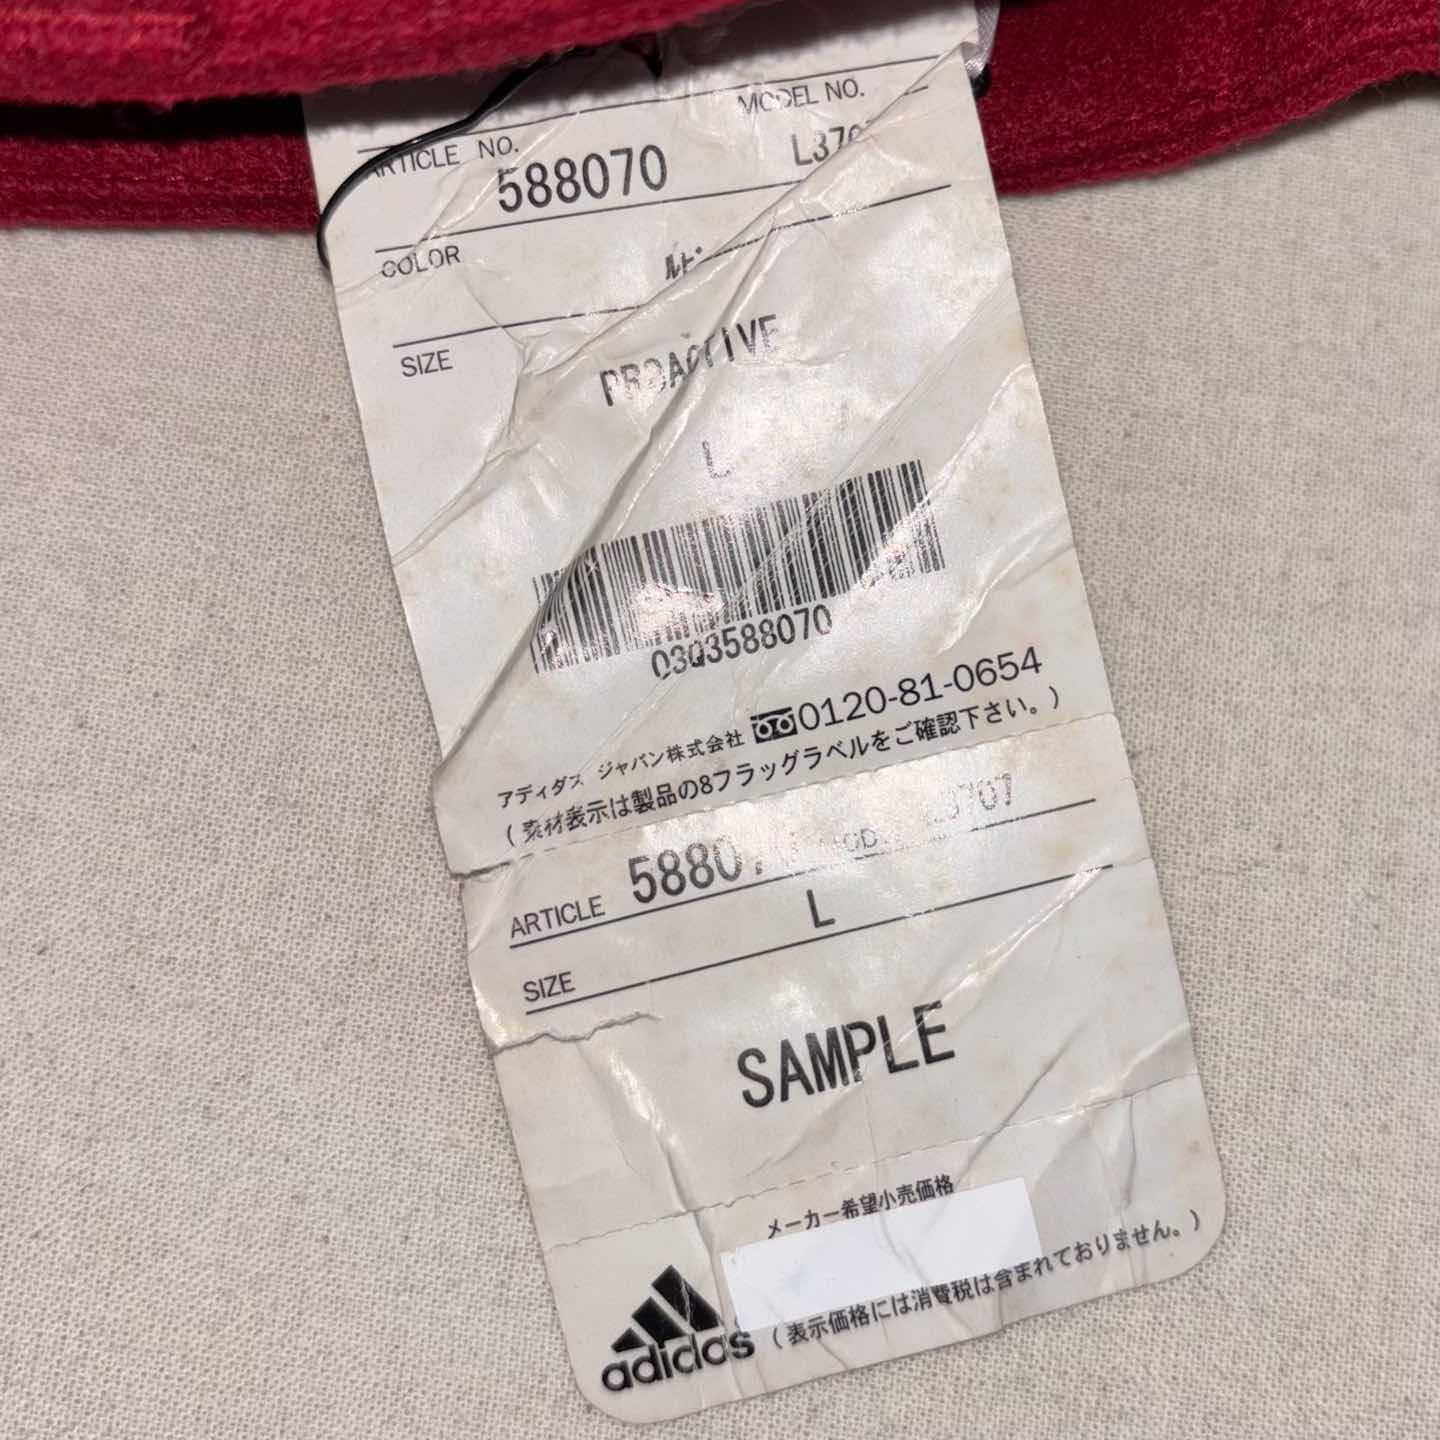 MODEL NO.
ARTICLE NO.
588070
COLOR
ルビー
SIZE
PROACTIVE
L
03Q3588070
アディダス ジャパン株式会社 0120-81-0654
(素材表示は製品の8フラッグラベルをご確認下さい。)
ARTICLE
SIZE L
SAMPLE
メーカー希望小売価格
(表示価格には消費税は含まれておりません。)
adidas